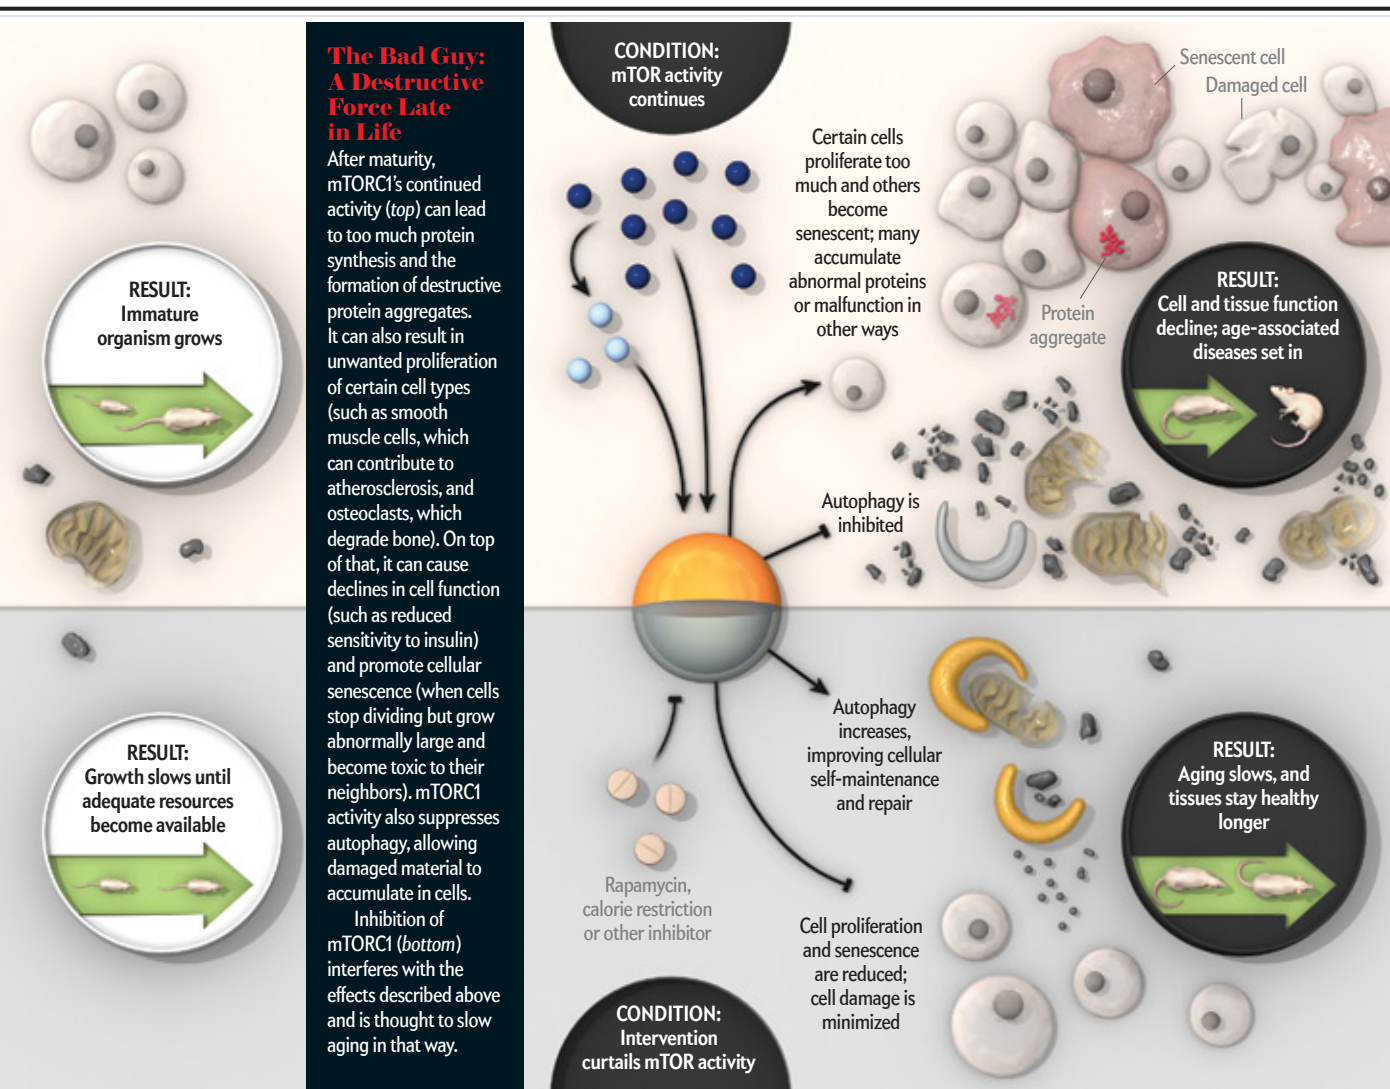 RESULT:
Immature
organism grows
RESULT:
Growth slows until
adequate resources
become available
The Bad Guy:
A Destructive
Force Late
in Life
After maturity,
mTORC1’s continued
activity (top) can lead
to too much protein
synthesis and the
formation of destructive
protein aggregates.
It can also result in
unwanted proliferation
of certain cell types
(such as smooth
muscle cells, which
can contribute to
atherosclerosis, and
osteoclasts, which
degrade bone). On top
of that, it can cause
declines in cell function
(such as reduced
sensitivity to insulin)
and promote cellular
senescence (when cells
stop dividing but grow
abnormally large and
become toxic to their
neighbors). mTORC1
activity also suppresses
autophagy, allowing
damaged material to
accumulate in cells.
Inhibition of
mTORC1 (bottom)
interferes with the
effects described above
and is thought to slow
aging in that way.
CONDITION:
mTOR activity
continues
Certain cells
proliferate too
much and others
become
senescent; many
accumulate
abnormal proteins
or malfunction in
other ways
Senescent cell
Damaged cell
Protein
aggregate
RESULT:
Cell and tissue function
decline; age-associated
diseases set in
Autophagy is
inhibited
Autophagy
increases,
improving cellular
self-maintenance
and repair
RESULT:
Aging slows, and
tissues stay healthy
longer
Rapamycin,
calorie restriction
or other inhibitor
Cell proliferation
and senescence
are reduced;
cell damage is
minimized
CONDITION:
Intervention
curtails mTOR activity